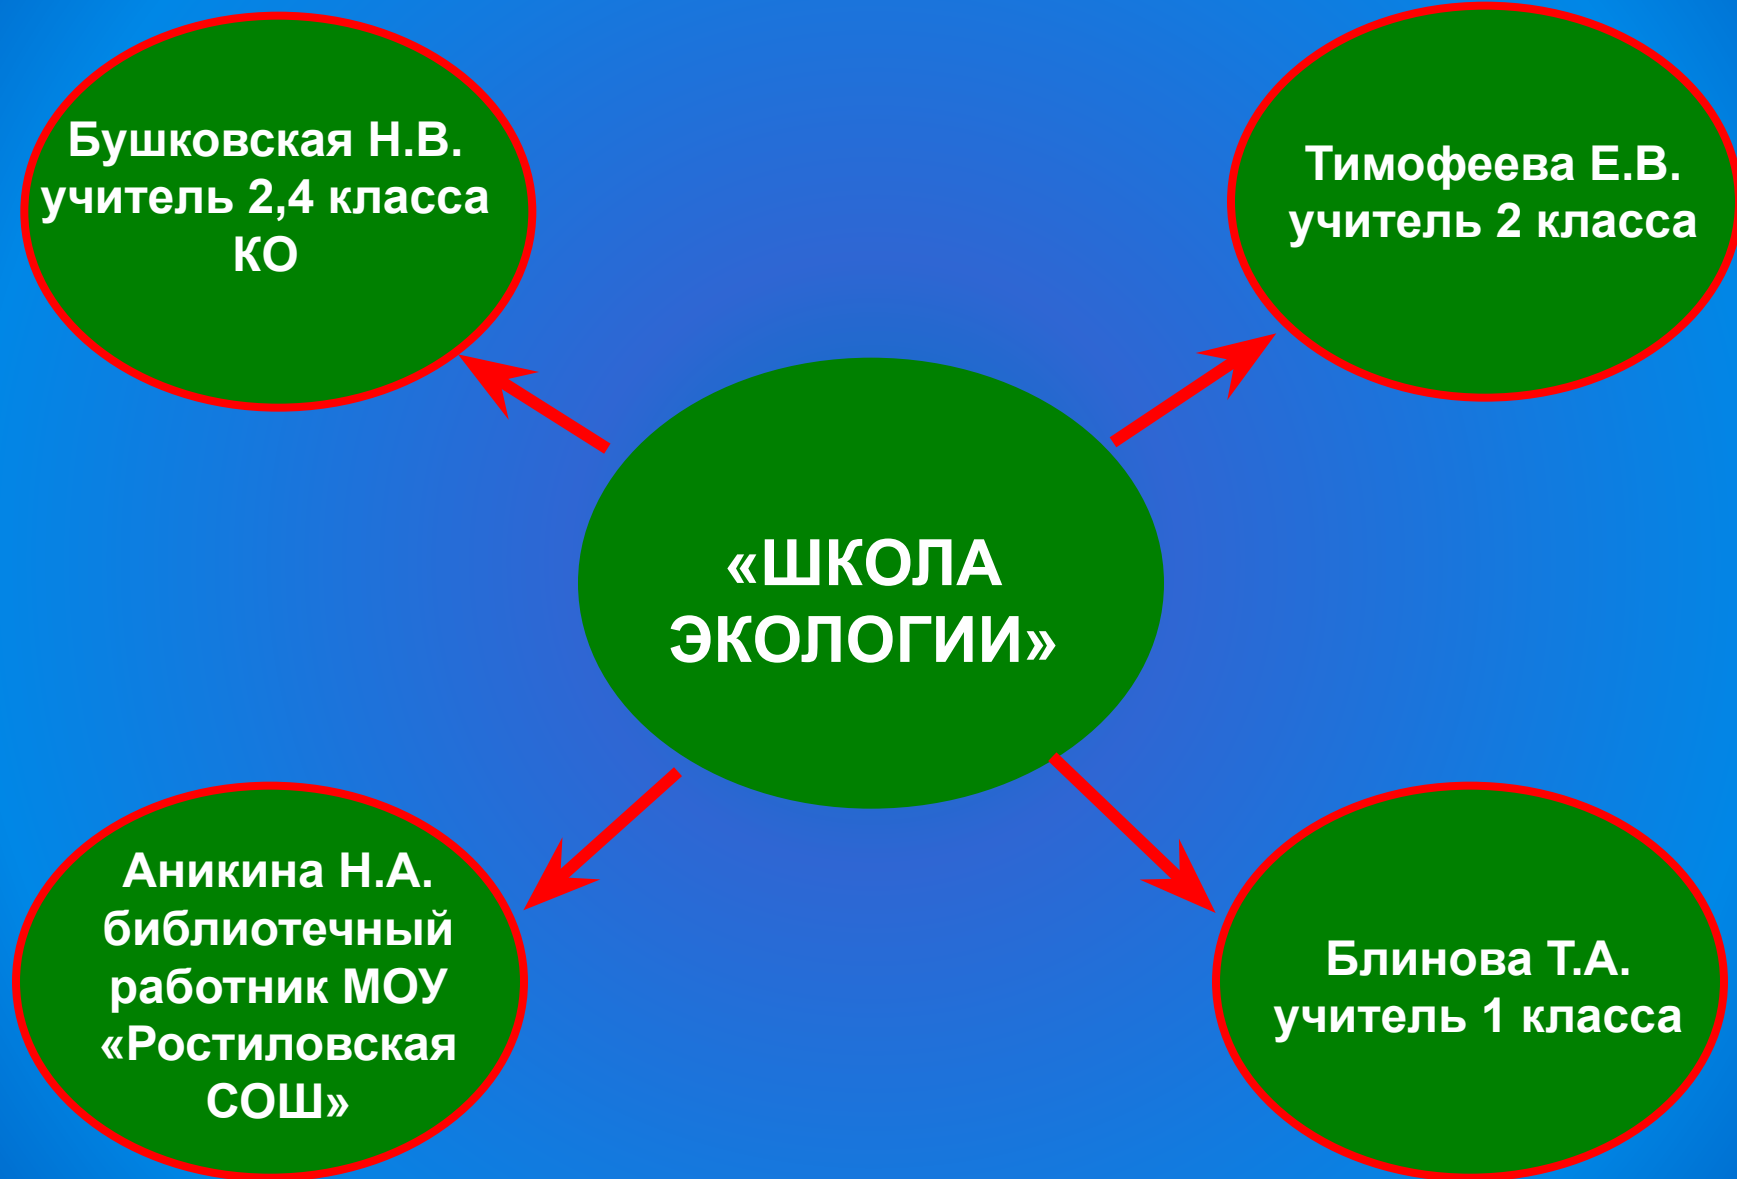 Бушковская Н.В.
учитель 2,4 класса
КО
Тимофеева Е.В.
учитель 2 класса
«ШКОЛА
ЭКОЛОГИИ»
Аникина Н.А.
библиотечный
работник МОУ
«Ростиловская
СОШ»
Блинова Т.А.
учитель 1 класса